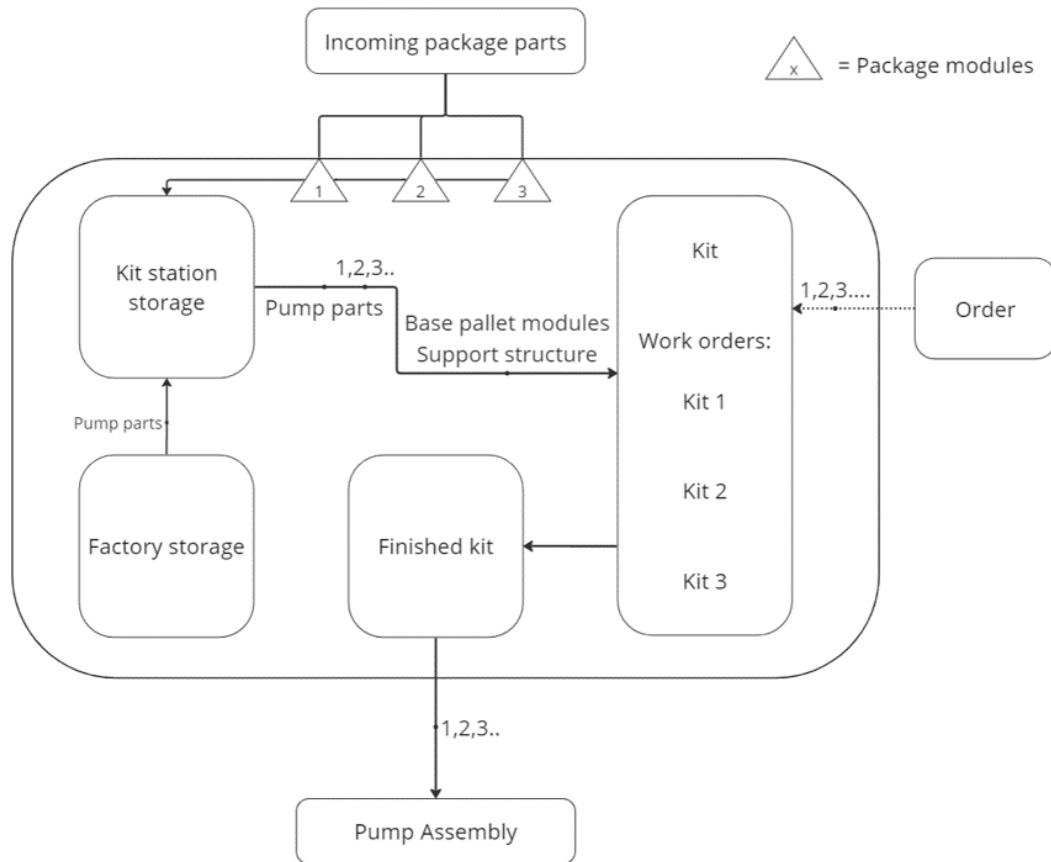 Incoming package parts
x
= Package modules
1
2
3
Kit station
storage
1,2,3..
Pump parts
Base pallet modules
Support structure
Kit
Work orders:
Kit 1
Kit 2
Kit 3
1,2,3....
Order
Pump parts
Factory storage
Finished kit
1,2,3..
Pump Assembly